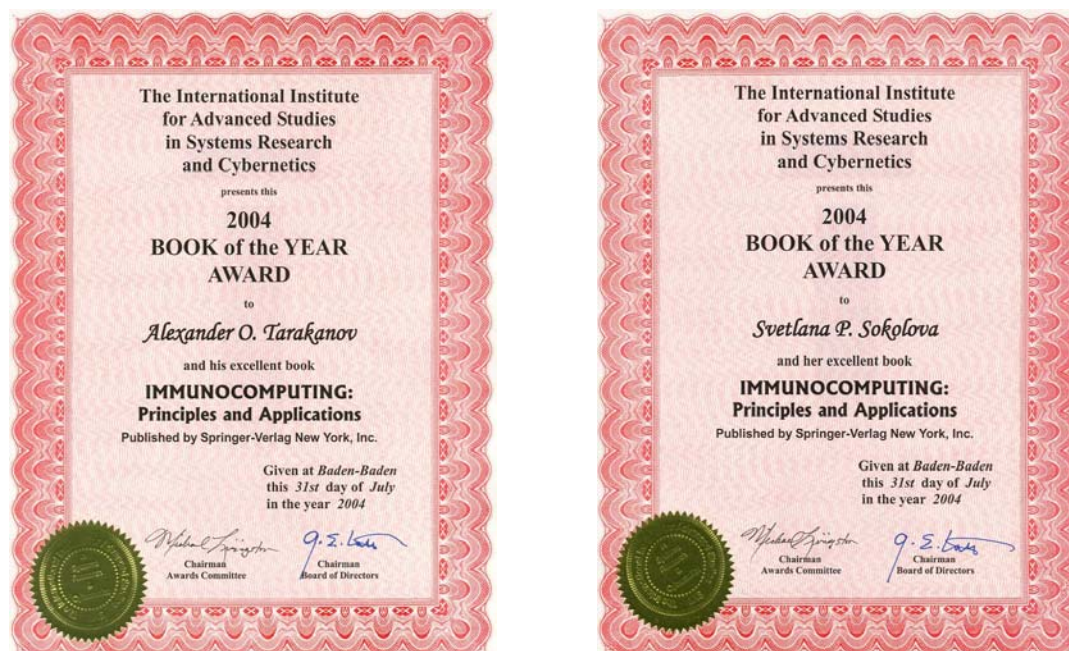 The International Institute
for Advanced Studies
in Systems Research
and Cybernetics
presents this
2004
BOOK of the YEAR
AWARD
to
Alexander O. Tarakanov
and his excellent book
IMMUNOCOMPUTING:
Principles and Applications
Published by Springer-Verlag New York, Inc.
Given at Baden-Baden
this 31st day of July
in the year 2004
Chairman
Awards Committee
Chairman
Board of Directors
The International Institute
for Advanced Studies
in Systems Research
and Cybernetics
presents this
2004
BOOK of the YEAR
AWARD
to
Svetlana P. Sokolova
and her excellent book
IMMUNOCOMPUTING:
Principles and Applications
Published by Springer-Verlag New York, Inc.
Given at Baden-Baden
this 31st day of July
in the year 2004
Chairman
Awards Committee
Chairman
Board of Directors